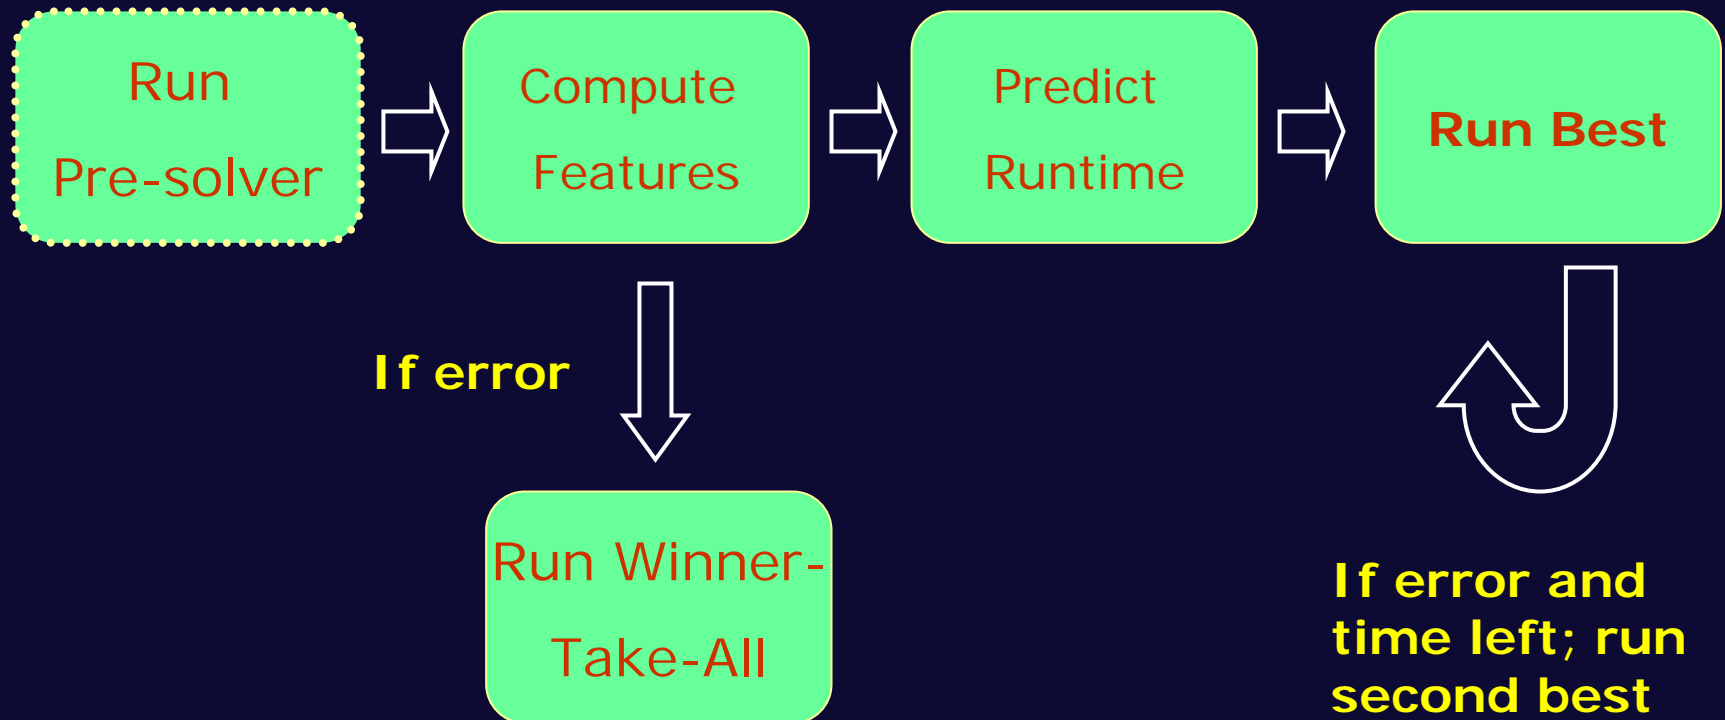 Run
Pre-solver
Compute
Features
Predict
Runtime
Run Best
If error
Run Winner-
Take-All
If error and
time left; run
second best